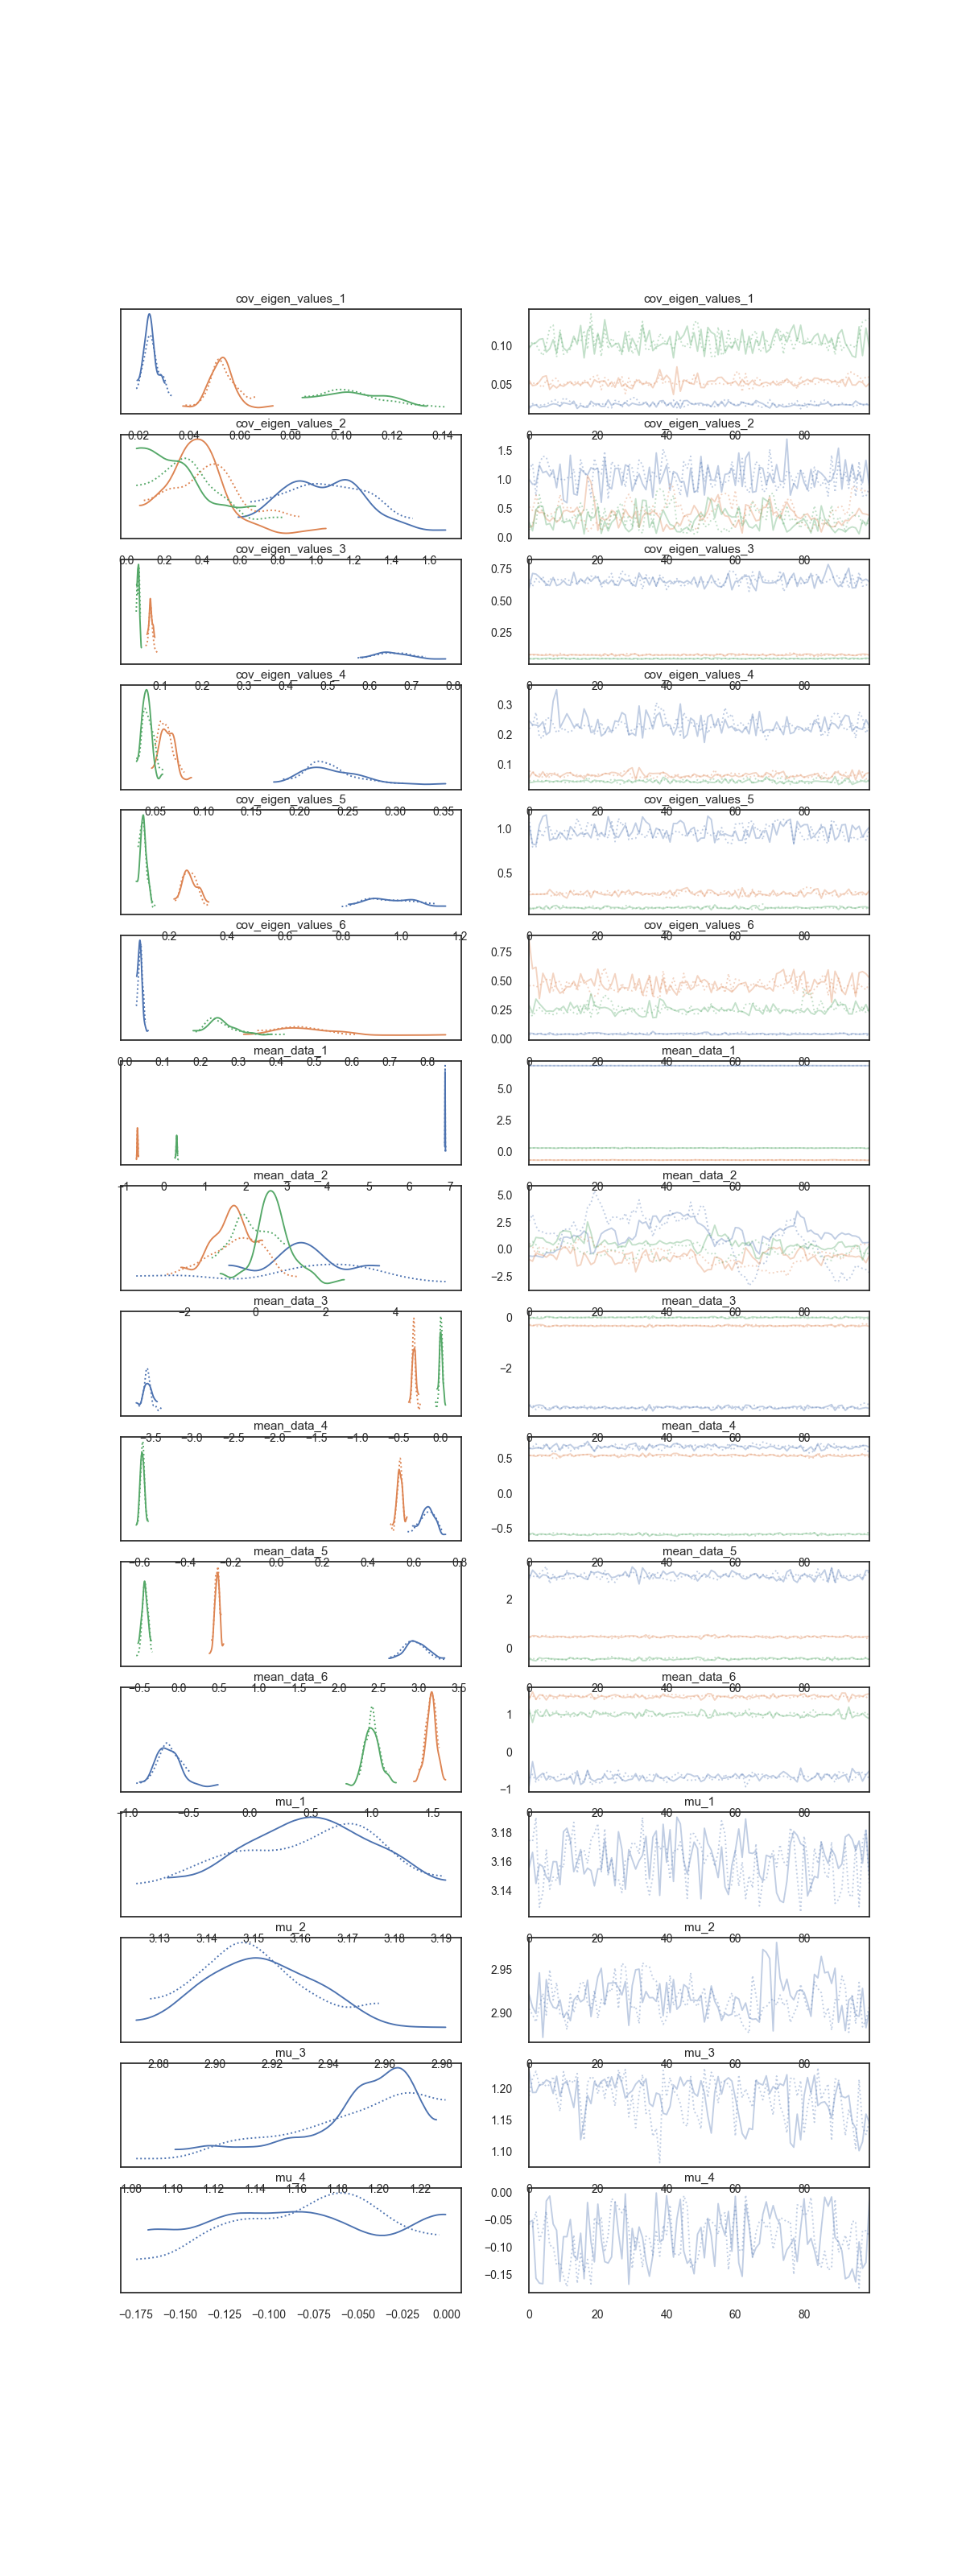 cov_eigen_values_1 cov_eigen_values_1
0.10
0.05
0.02 0.04 0.06 0.08 0.10 0.12 0.14 0 20 40 60 80
cov_eigen_values_2 cov_eigen_values_2
1.5
1.0
0.5
0.0
0.0 0.2 0.4 0.6 0.8 1.0 1.2 1.4 1.6 0 20 40 60 80
cov_eigen_values_3 cov_eigen_values_3
0.75
0.50
0.25
0.1 0.2 0.3 0.4 0.5 0.6 0.7 0.8 0 20 40 60 80
cov_eigen_values_4 cov_eigen_values_4
0.3
0.2
0.1
0.05 0.10 0.15 0.20 0.25 0.30 0.35 0 20 40 60 80
cov_eigen_values_5 cov_eigen_values_5
1.0
0.5
0.2 0.4 0.6 0.8 1.0 1.2 0 20 40 60 80
cov_eigen_values_6 cov_eigen_values_6
0.75
0.50
0.25
0.00
0.0 0.1 0.2 0.3 0.4 0.5 0.6 0.7 0.8 0 20 40 60 80
mean_data_1 mean_data_1
5.0
2.5
0.0
−1 0 1 2 3 4 5 6 7 0 20 40 60 80
mean_data_2 mean_data_2
5.0
2.5
0.0
−2.5
−2 0 2 4 0 20 40 60 80
mean_data_3 mean_data_3
0
−2
−3.5 −3.0 −2.5 −2.0 −1.5 −1.0 −0.5 0.0 0 20 40 60 80
mean_data_4 mean_data_4
0.5
0.0
−0.5
−0.6 −0.4 −0.2 0.0 0.2 0.4 0.6 0.8 0 20 40 60 80
mean_data_5 mean_data_5
2
0
−0.5 0.0 0.5 1.0 1.5 2.0 2.5 3.0 3.5 0 20 40 60 80
mean_data_6 mean_data_6
1
0
−1
−1.0 −0.5 0.0 0.5 1.0 1.5 0 20 40 60 80
mu_1 mu_1
3.18
3.16
3.14
3.13 3.14 3.15 3.16 3.17 3.18 3.19 0 20 40 60 80
mu_2 mu_2
2.95
2.90
2.88 2.90 2.92 2.94 2.96 2.98 0 20 40 60 80
mu_3 mu_3
1.20
1.15
1.10
1.08 1.10 1.12 1.14 1.16 1.18 1.20 1.22 0 20 40 60 80
mu_4 mu_4
0.00
−0.05
−0.10
−0.15
−0.175 −0.150 −0.125 −0.100 −0.075 −0.050 −0.025 0.000 0 20 40 60 80